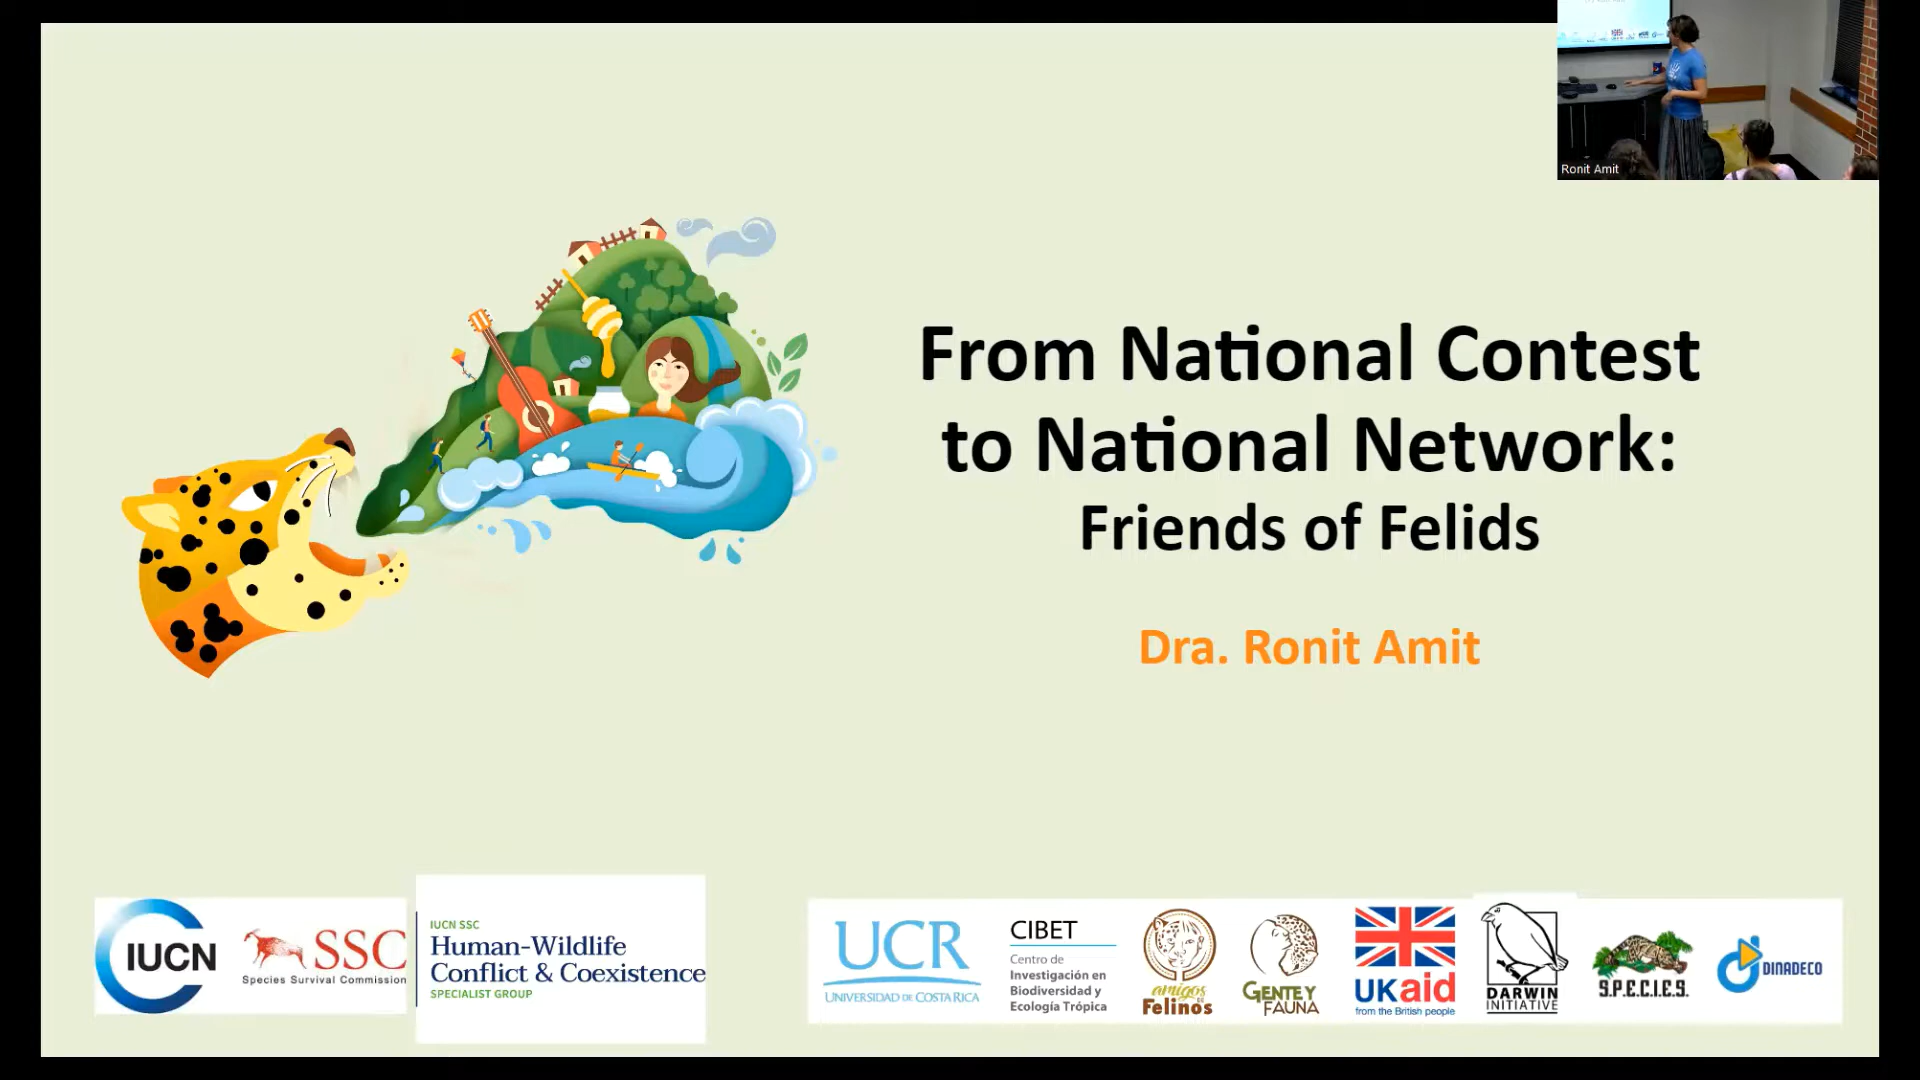 Ronit Amit
From National Contest
to National Network:
Friends of Felids
Dra. Ronit Amit
IUCN
SSC
Species Survival Commission
IUCN SSC
Human-Wildlife
Conflict & Coexistence
SPECIALIST GROUP
UCR
UNIVERSIDAD DE COSTA RICA
CIBET
Centro de
Investigación en
Biodiversidad y
Ecología Trópica
amigos
DE
Felinos
GENTE Y
FAUNA
UKaid
from the British people
DARWIN
INITIATIVE
S.P.E.C.I.E.S.
DINADECO